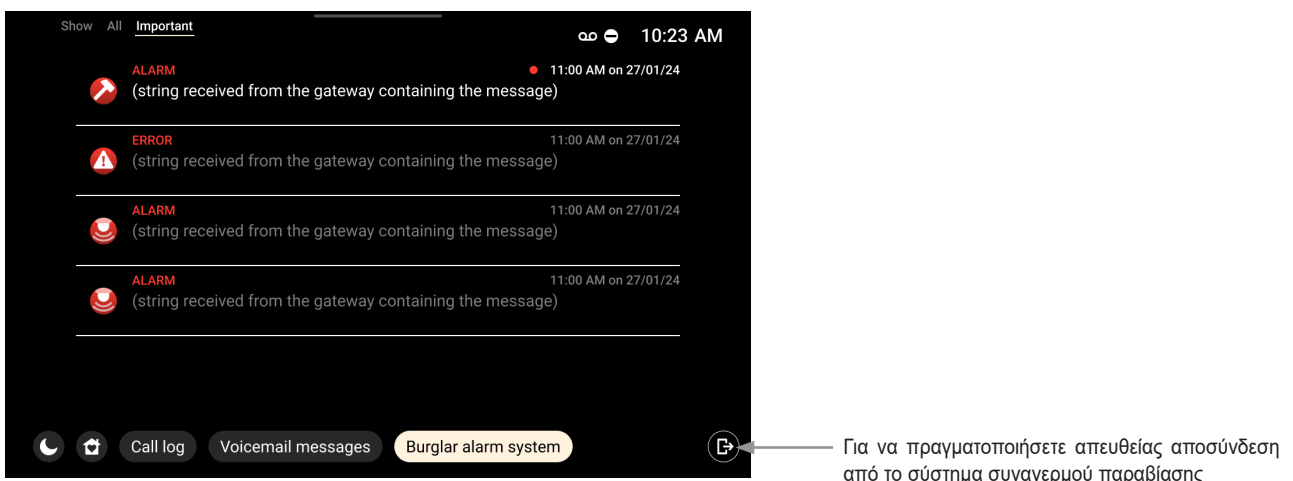 Show All Important
10:23 AM
ALARM 11:00 AM on 27/01/24
(string received from the gateway containing the message)
ERROR 11:00 AM on 27/01/24
(string received from the gateway containing the message)
ALARM 11:00 AM on 27/01/24
(string received from the gateway containing the message)
ALARM 11:00 AM on 27/01/24
(string received from the gateway containing the message)
Call log Voicemail messages Burglar alarm system
Για να πραγματοποιήσετε απευθείας αποσύνδεση
από το σύστημα συναγερμού παραβίασης